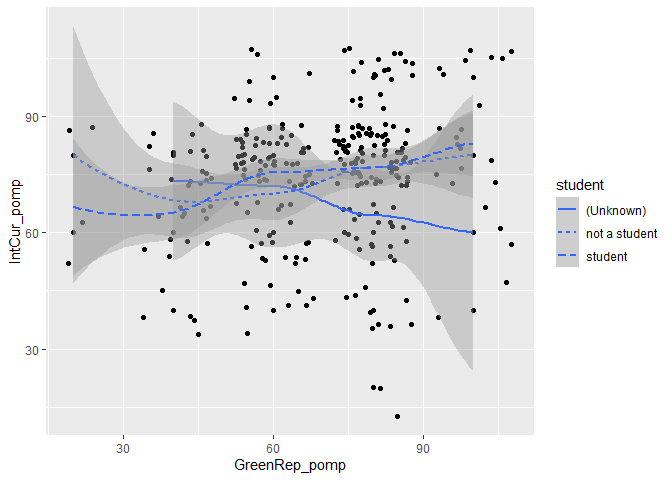 90
60
30
IntCur_pomp
30
60
90
GreenRep_pomp
student
(Unknown)
not a student
student